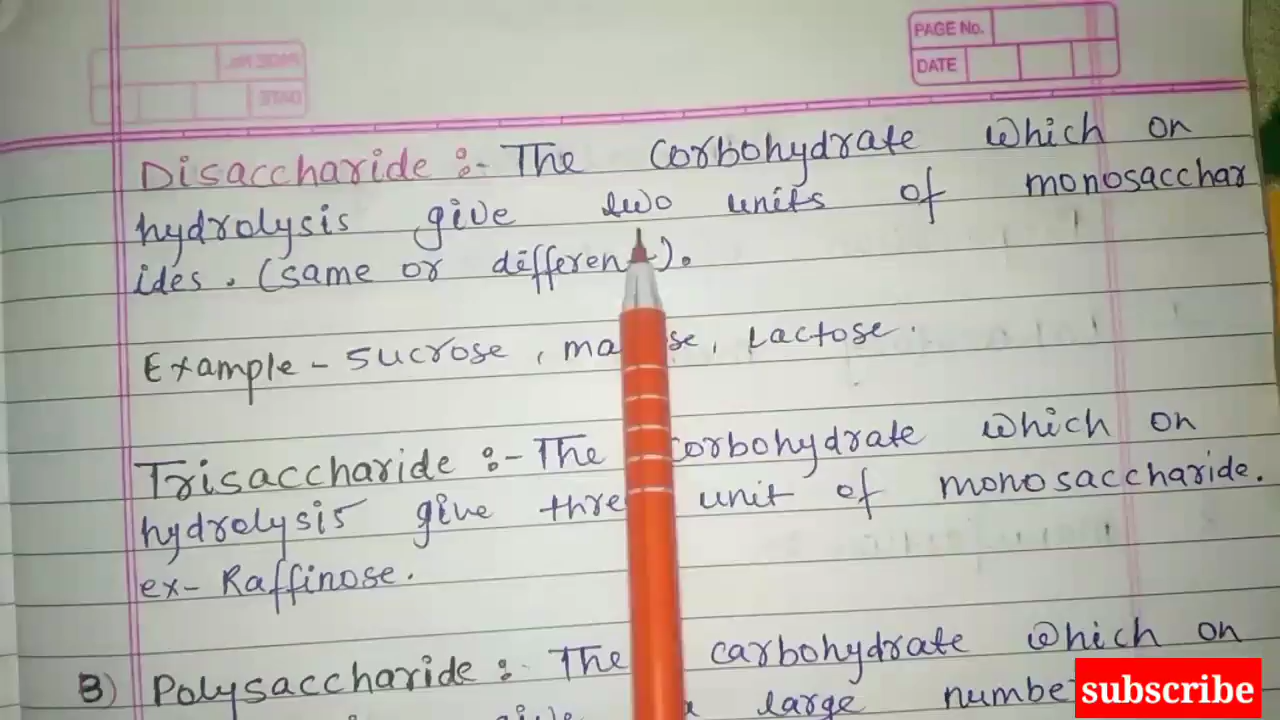 PAGE No.
DATE
Disaccharide :- The Corbohydrate which on
hydrolysis give two units of monosacchar
ides. (same or different).
Example - Sucrose, ma se, Lactose.
Trisaccharide :- The Corbohydrate which on
hydrolysis give thre unit of monosaccharide.
ex- Raffinose.
B) Polysaccharide :- The carbohydrate which on
large numbe
subscribe